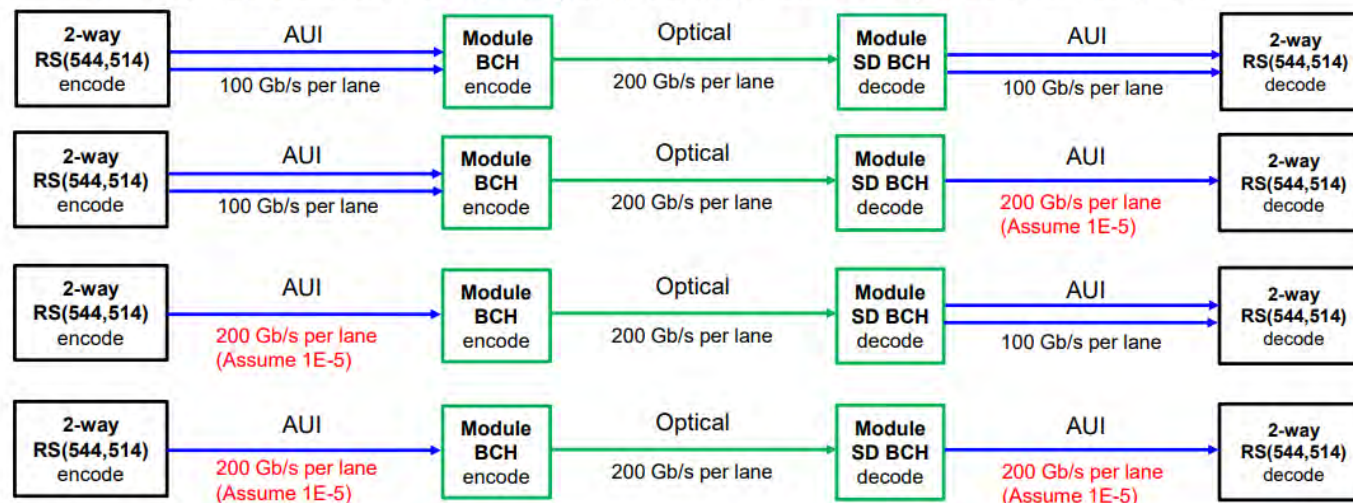 2-way
RS(544,514)
encode
AUI
100 Gb/s per lane
Module
BCH
encode
Optical
200 Gb/s per lane
Module
SD BCH
decode
AUI
100 Gb/s per lane
2-way
RS(544,514)
decode
2-way
RS(544,514)
encode
AUI
100 Gb/s per lane
Module
BCH
encode
Optical
200 Gb/s per lane
Module
SD BCH
decode
AUI
200 Gb/s per lane
(Assume 1E-5)
2-way
RS(544,514)
decode
2-way
RS(544,514)
encode
AUI
200 Gb/s per lane
(Assume 1E-5)
Module
BCH
encode
Optical
200 Gb/s per lane
Module
SD BCH
decode
AUI
100 Gb/s per lane
2-way
RS(544,514)
decode
2-way
RS(544,514)
encode
AUI
200 Gb/s per lane
(Assume 1E-5)
Module
BCH
encode
Optical
200 Gb/s per lane
Module
SD BCH
decode
AUI
200 Gb/s per lane
(Assume 1E-5)
2-way
RS(544,514)
decode